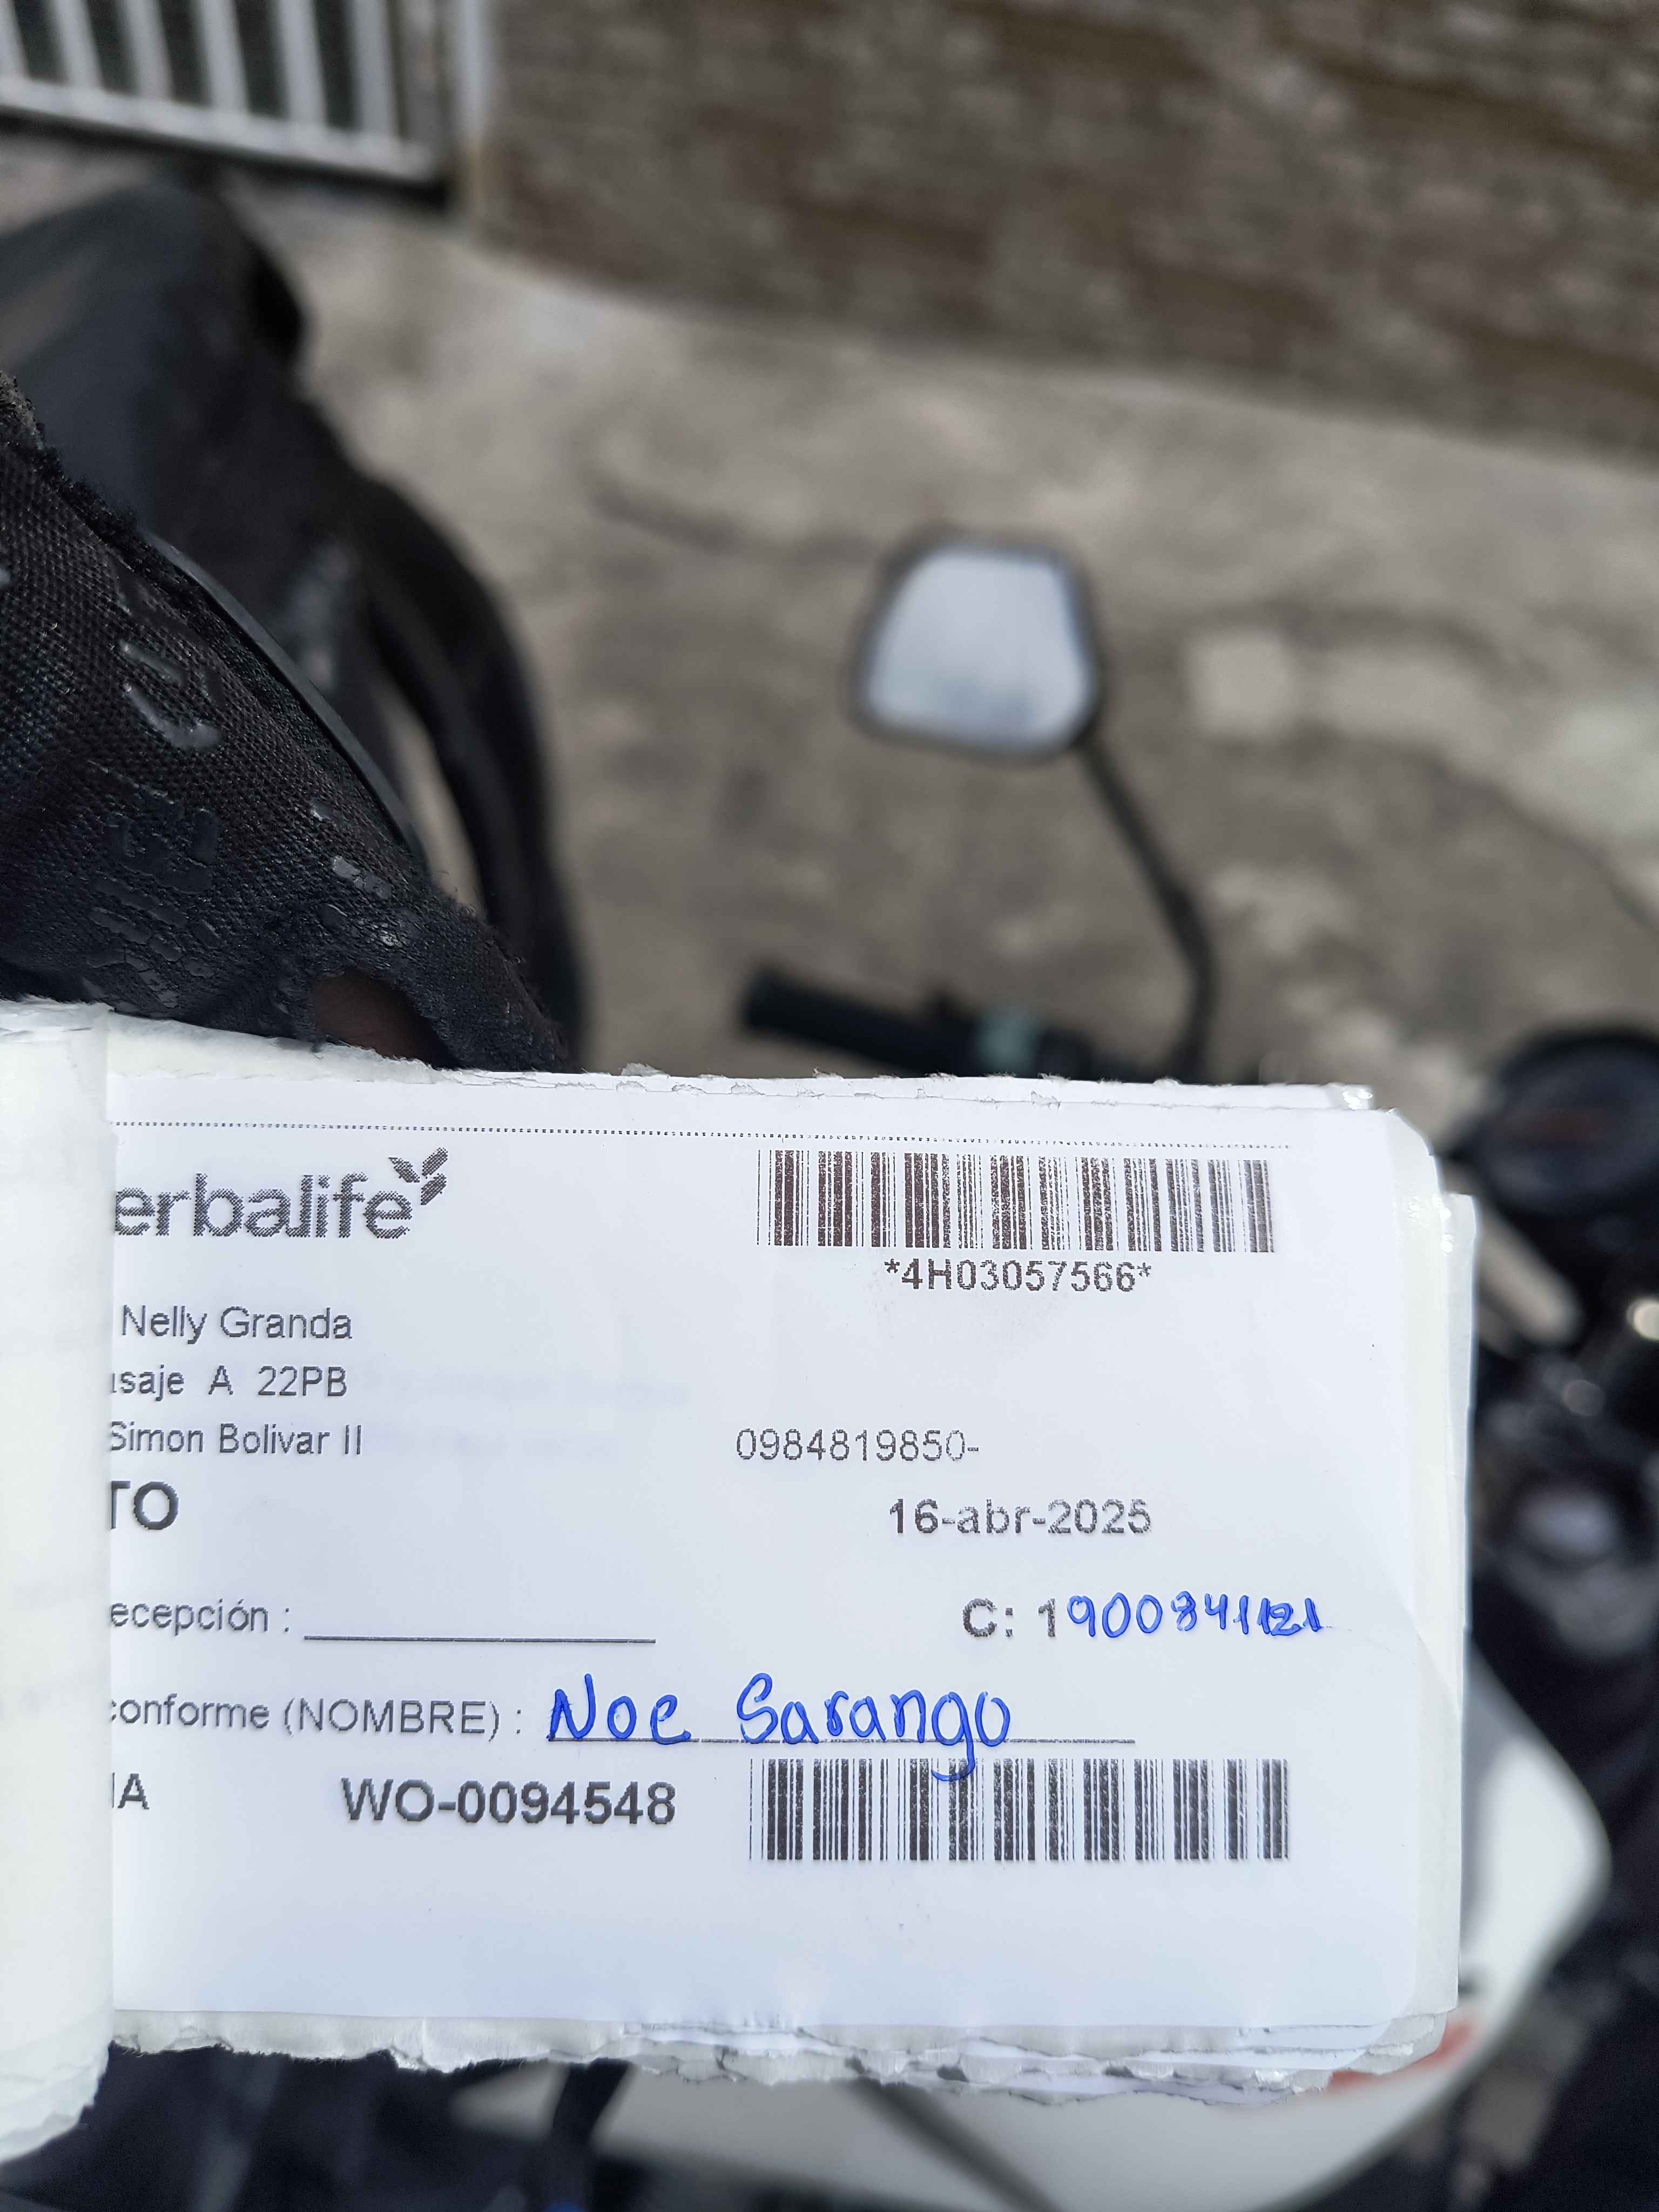 erbalife
*4H03057566*
Nelly Granda
saje A 22PB
Simon Bolivar II
0984819850-
TO
16-abr-2025
ecepción :
C: 1900841121
conforme (NOMBRE) : Noe Sarango
IA WO-0094548